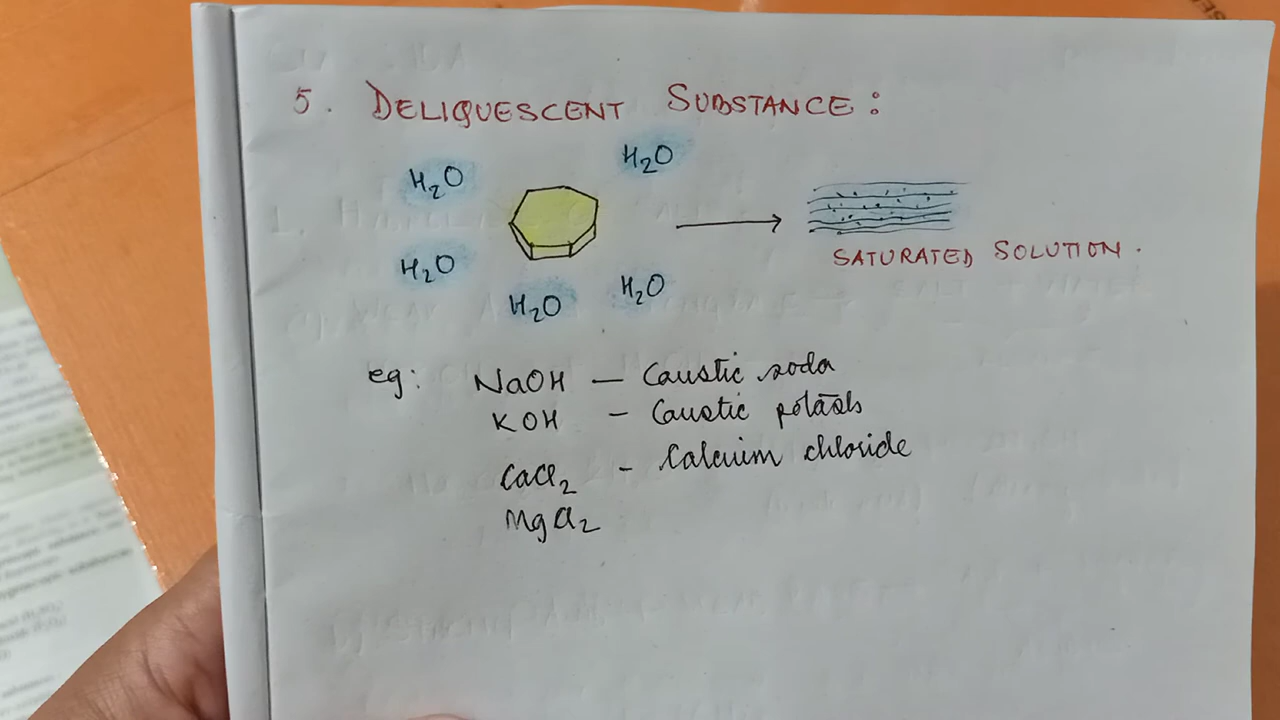 5. DELIQUESCENT SUBSTANCE:
H₂O
H₂O
H₂O
H₂O
H₂O
SATURATED SOLUTION.
eg: NaOH — Caustic soda
KOH – Caustic potash
CaCl₂ – Calcium chloride
MgCl₂